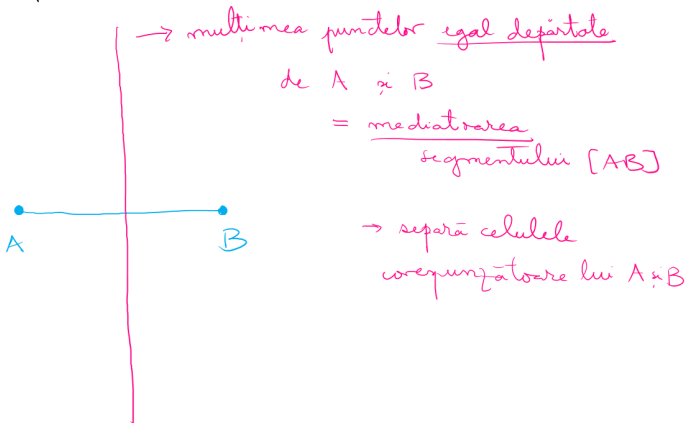 → mulțimea punctelor egal depărtate
de A și B
= mediatoarea
segmentului [AB]
A
B
→ separă celulele
corespunzătoare lui A și B